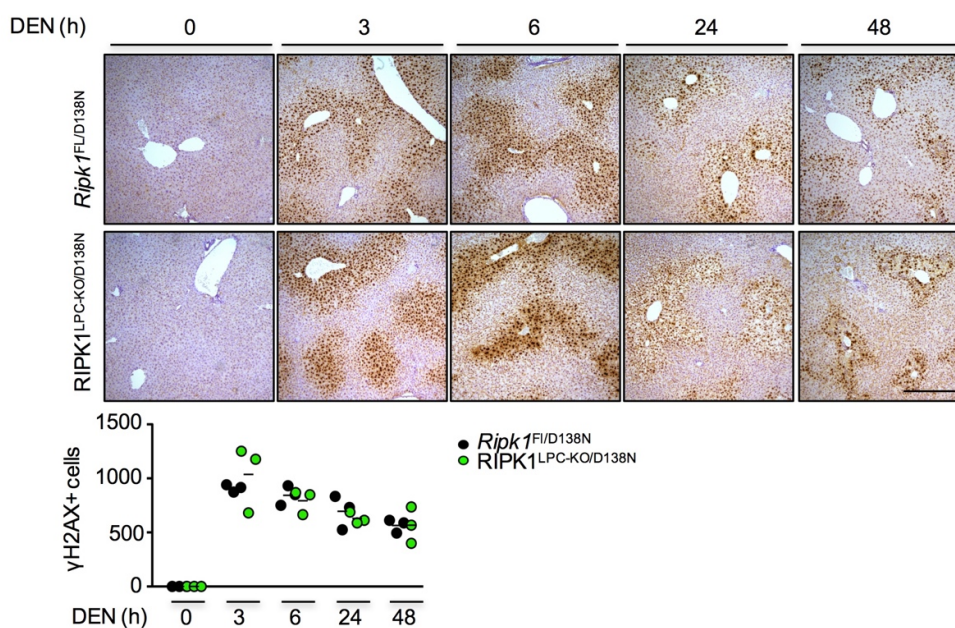 DEN (h) 0 3 6 24 48
Ripk1FL/D138N
RIPK1LPC-KO/D138N
1500
1000
500
0
γH2AX+ cells
Ripk1Fl/D138N
RIPK1LPC-KO/D138N
DEN (h) 0 3 6 24 48